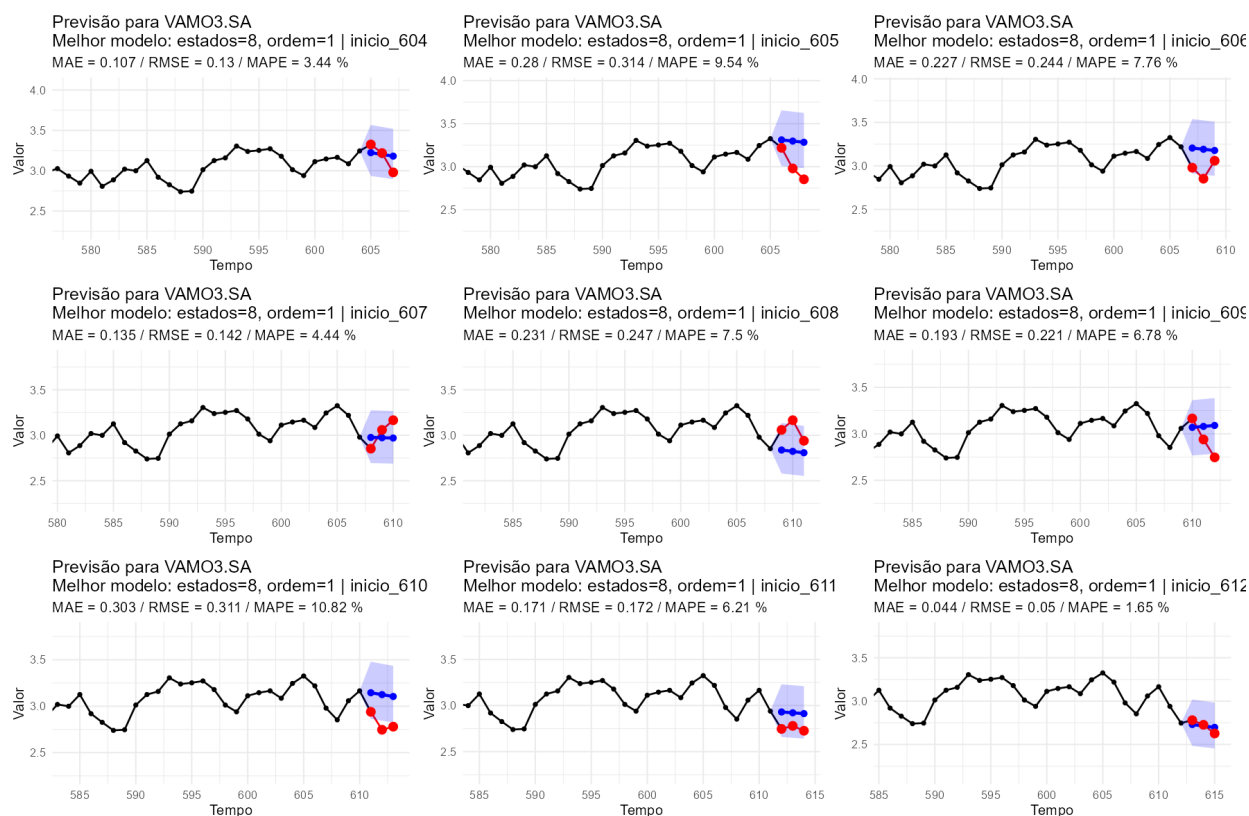 Previsão para VAMO3.SA
Melhor modelo: estados=8, ordem=1 | inicio_604
MAE = 0.107 / RMSE = 0.13 / MAPE = 3.44 %
4.0
3.5
3.0
2.5
Valor
580 585 590 595 600 605
Tempo
Previsão para VAMO3.SA
Melhor modelo: estados=8, ordem=1 | inicio_605
MAE = 0.28 / RMSE = 0.314 / MAPE = 9.54 %
4.0
3.5
3.0
2.5
Valor
580 585 590 595 600 605
Tempo
Previsão para VAMO3.SA
Melhor modelo: estados=8, ordem=1 | inicio_606
MAE = 0.227 / RMSE = 0.244 / MAPE = 7.76 %
4.0
3.5
3.0
2.5
Valor
580 585 590 595 600 605 610
Tempo
Previsão para VAMO3.SA
Melhor modelo: estados=8, ordem=1 | inicio_607
MAE = 0.135 / RMSE = 0.142 / MAPE = 4.44 %
3.5
3.0
2.5
Valor
580 585 590 595 600 605 610
Tempo
Previsão para VAMO3.SA
Melhor modelo: estados=8, ordem=1 | inicio_608
MAE = 0.231 / RMSE = 0.247 / MAPE = 7.5 %
3.5
3.0
2.5
Valor
585 590 595 600 605 610
Tempo
Previsão para VAMO3.SA
Melhor modelo: estados=8, ordem=1 | inicio_609
MAE = 0.193 / RMSE = 0.221 / MAPE = 6.78 %
3.5
3.0
2.5
Valor
585 590 595 600 605 610
Tempo
Previsão para VAMO3.SA
Melhor modelo: estados=8, ordem=1 | inicio_610
MAE = 0.303 / RMSE = 0.311 / MAPE = 10.82 %
3.5
3.0
2.5
Valor
585 590 595 600 605 610
Tempo
Previsão para VAMO3.SA
Melhor modelo: estados=8, ordem=1 | inicio_611
MAE = 0.171 / RMSE = 0.172 / MAPE = 6.21 %
3.5
3.0
2.5
Valor
585 590 595 600 605 610 615
Tempo
Previsão para VAMO3.SA
Melhor modelo: estados=8, ordem=1 | inicio_612
MAE = 0.044 / RMSE = 0.05 / MAPE = 1.65 %
3.5
3.0
2.5
Valor
585 590 595 600 605 610 615
Tempo